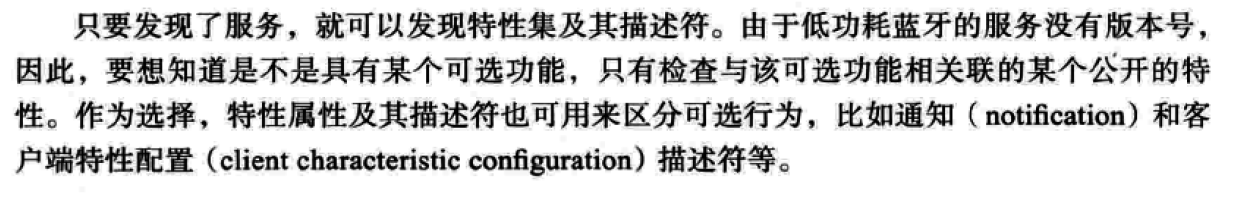 只要发现了服务，就可以发现特性集及其描述符。由于低功耗蓝牙的服务没有版本号，
因此，要想知道是不是具有某个可选功能，只有检查与该可选功能相关联的某个公开的特
性。作为选择，特性属性及其描述符也可用来区分可选行为，比如通知（notification）和客
户端特性配置（client characteristic configuration）描述符等。